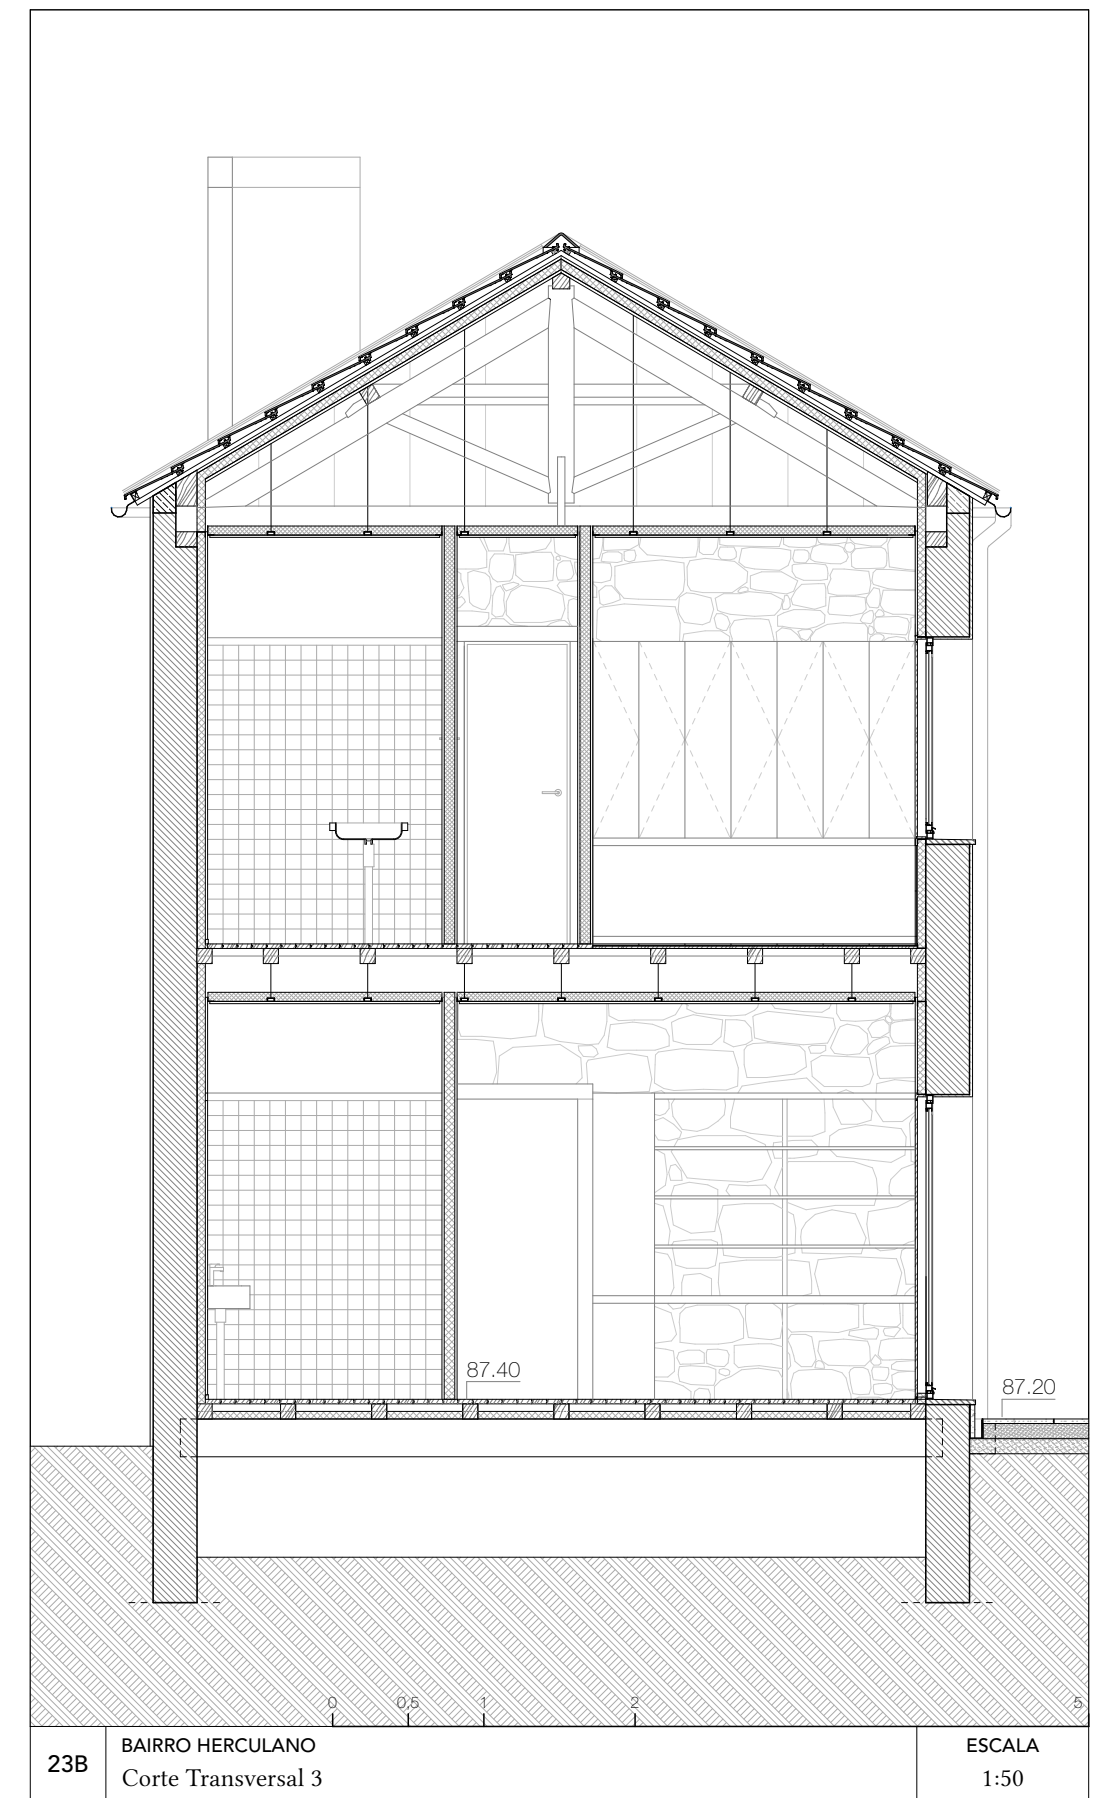 87.40
87.20
0 0,5 1 2 5
23B
BAIRRO HERCULANO
Corte Transversal 3
ESCALA
1:50